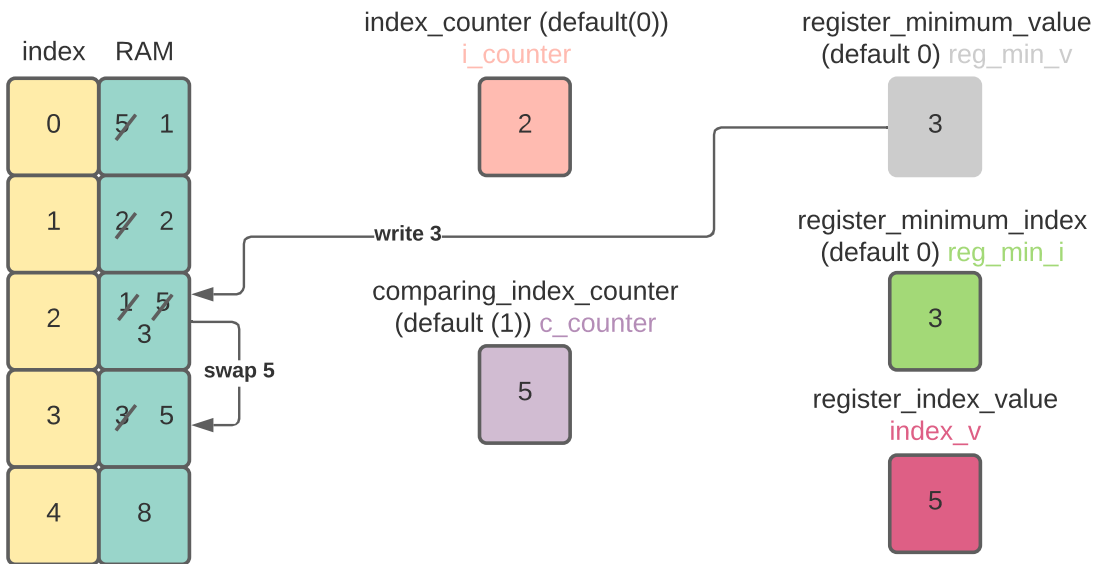 index RAM
0 5 1
1 2 2
2 1 5
3
3 3 5
4 8
write 3
swap 5
index_counter (default(0))
i_counter
2
comparing_index_counter
(default (1)) c_counter
5
register_minimum_value
(default 0) reg_min_v
3
register_minimum_index
(default 0) reg_min_i
3
register_index_value
index_v
5